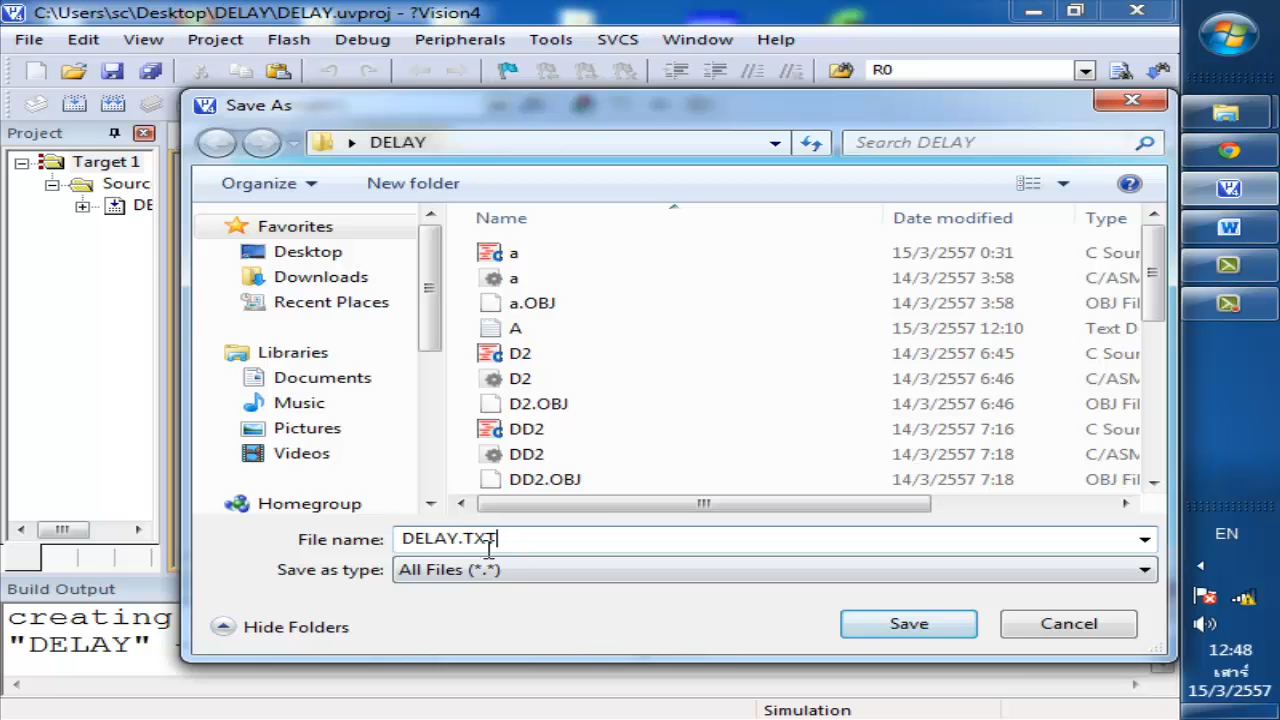 C:\Users\sc\Desktop\DELAY\DELAY.uvproj - ?Vision4
File Edit View Project Flash Debug Peripherals Tools SVCS Window Help
R0
Save As
Project
DELAY
Search DELAY
Target 1
Organize
New folder
Sourc
DE
Name
Date modified
Type
Favorites
Desktop
Downloads
Recent Places
Libraries
Documents
Music
Pictures
Videos
Homegroup
a 15/3/2557 0:31 C Sour
a 14/3/2557 3:58 C/ASM
a.OBJ 14/3/2557 3:58 OBJ Fil
A 15/3/2557 12:10 Text D
D2 14/3/2557 6:45 C Sour
D2 14/3/2557 6:46 C/ASM
D2.OBJ 14/3/2557 6:46 OBJ Fil
DD2 14/3/2557 7:16 C Sour
DD2 14/3/2557 7:18 C/ASM
DD2.OBJ 14/3/2557 7:18 OBJ Fil
File name: DELAY.TXT
Save as type: All Files (*.*)
Hide Folders
Save
Cancel
Build Output
creating
"DELAY"
Simulation
EN
12:48
เสาร์
15/3/2557